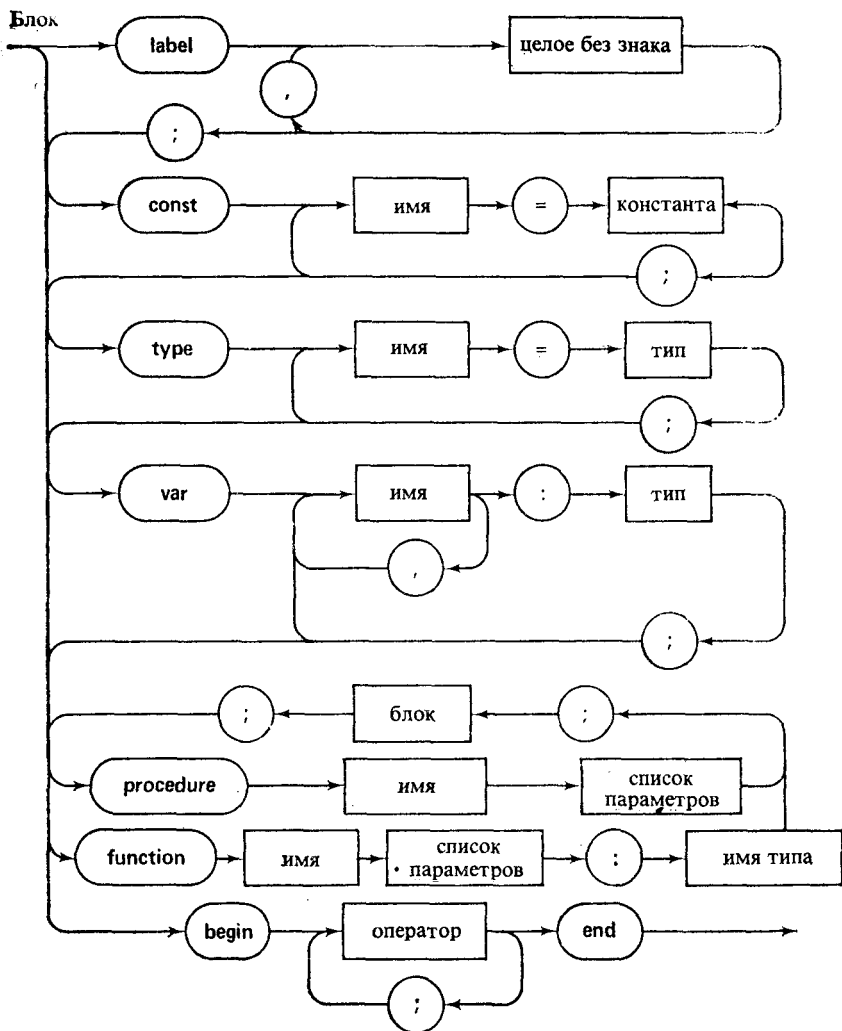 Блок
label целое без знака
,
;
const имя = константа
;
type имя = тип
;
var имя : тип
,
;
; блок ;
procedure имя список параметров
function имя список параметров : имя типа
begin оператор end
;